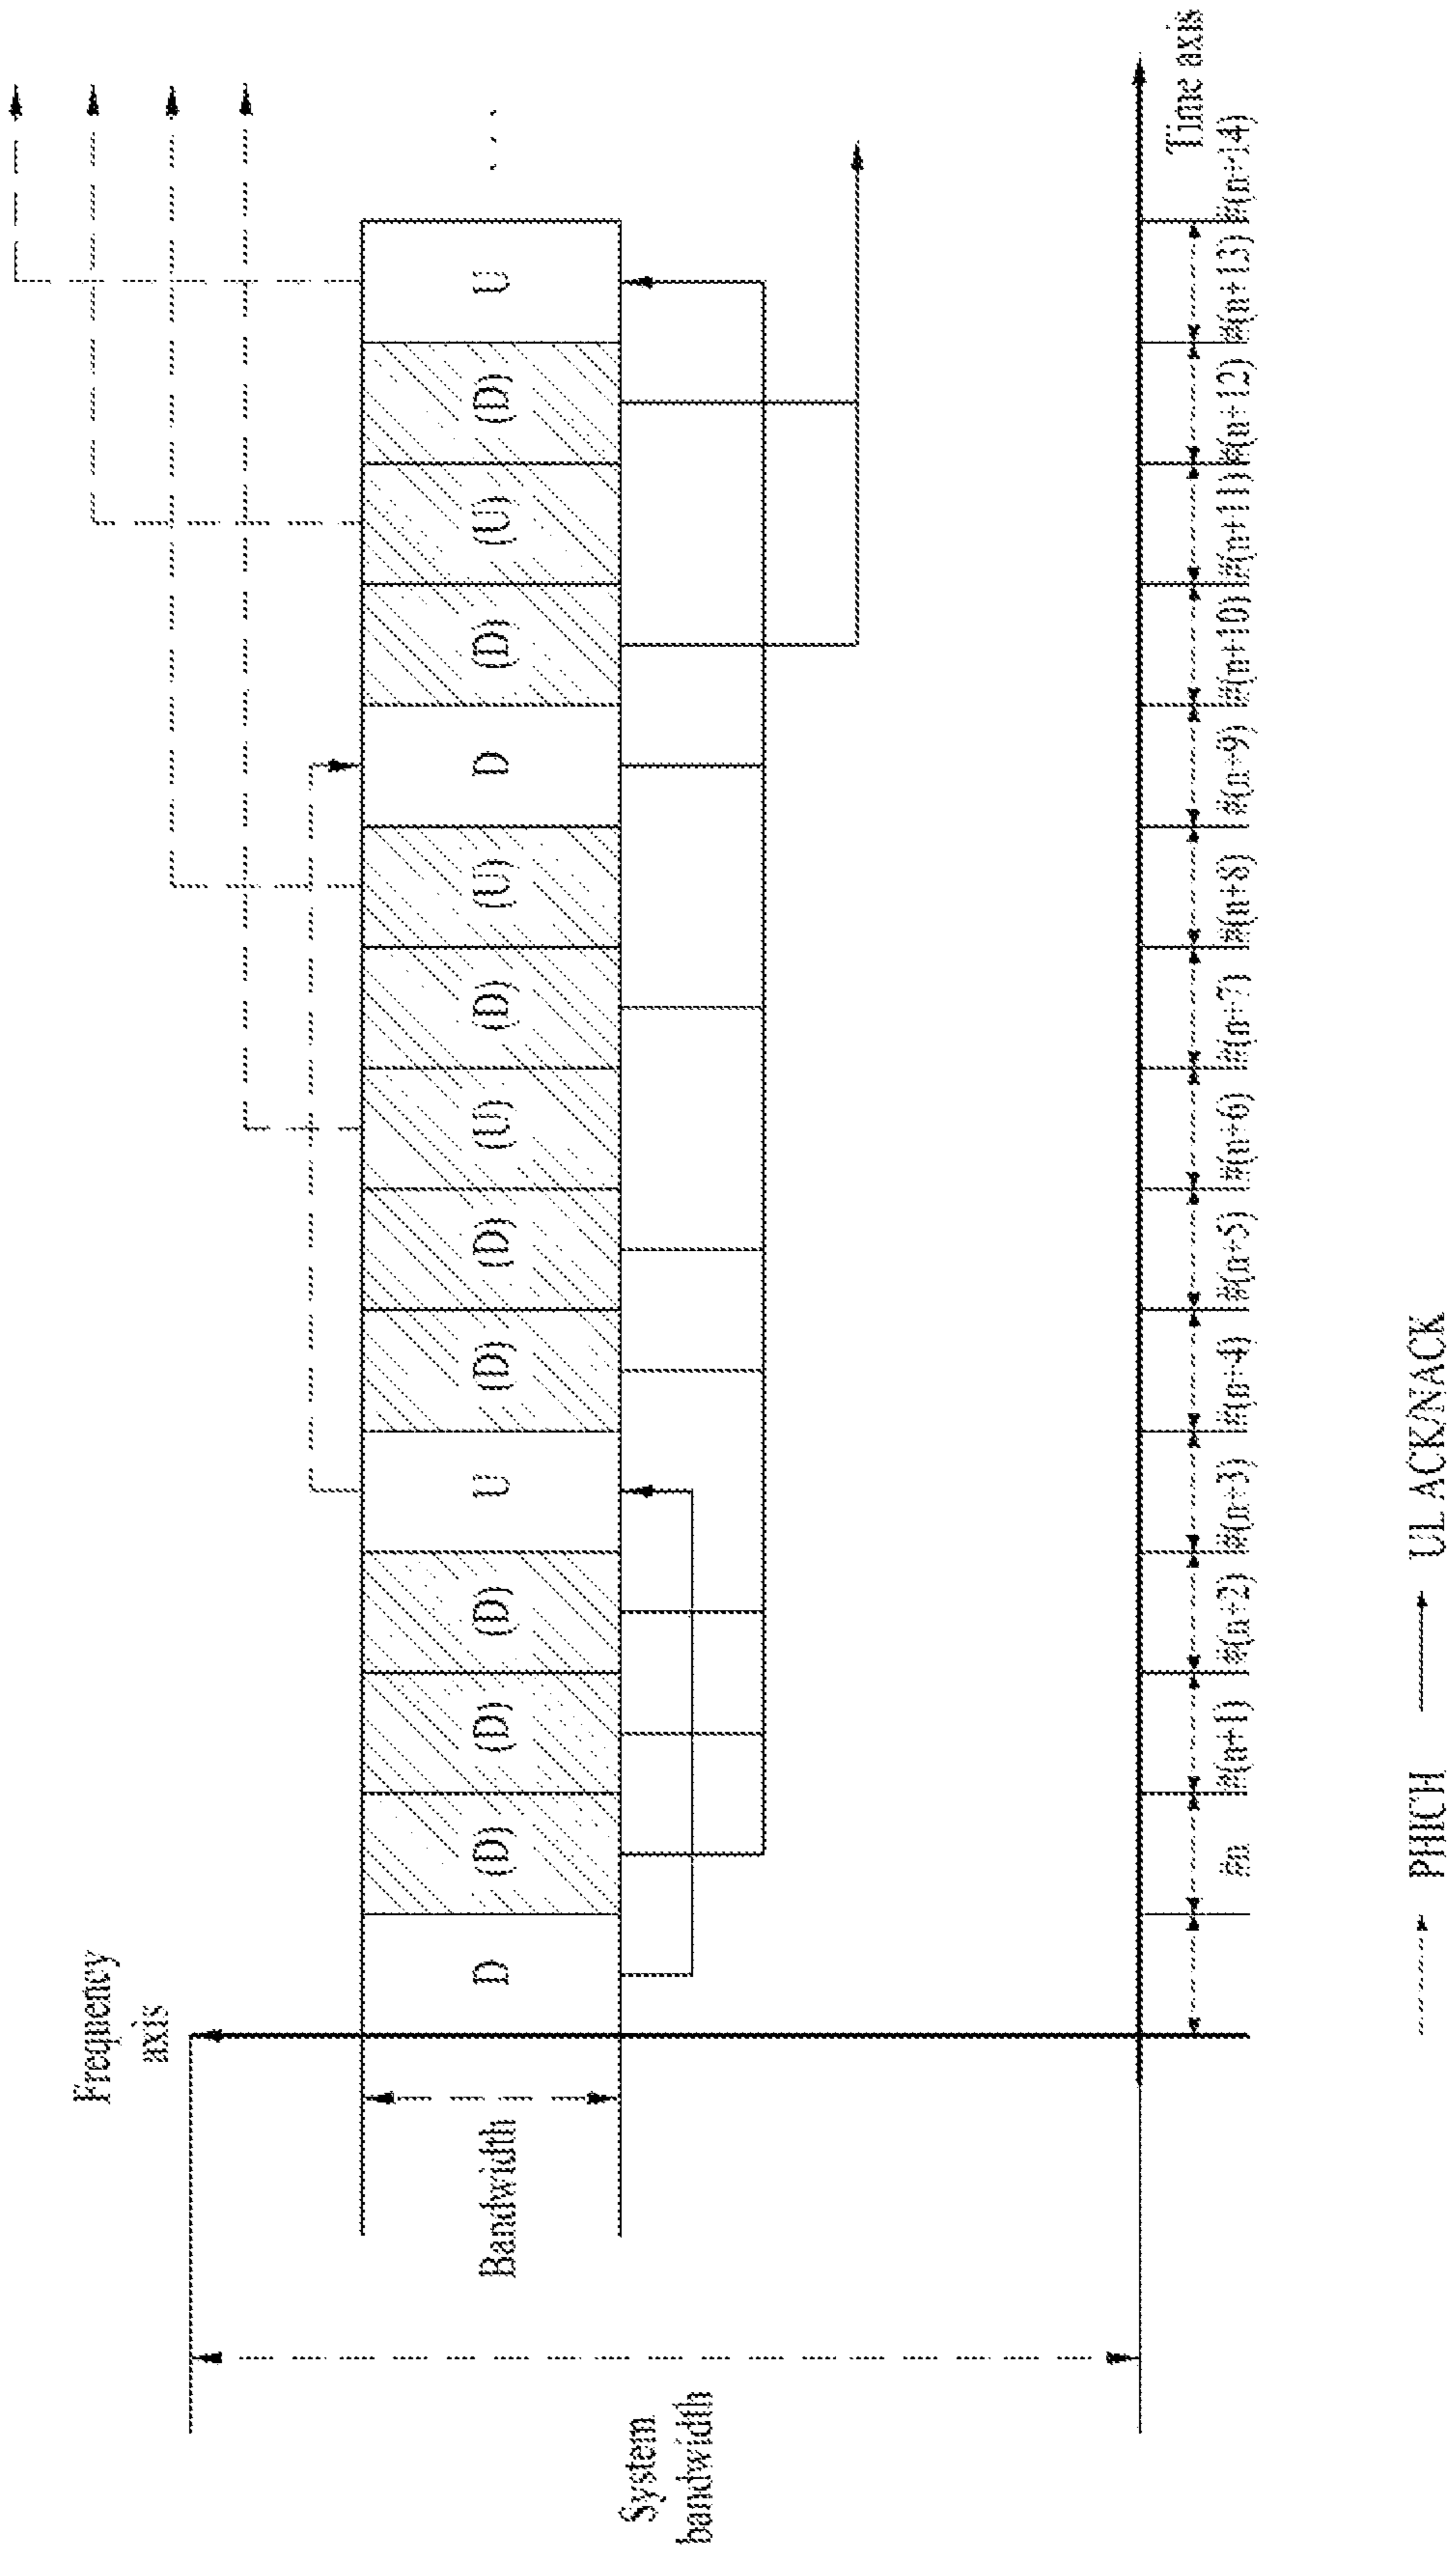 Frequency
axis
System
bandwidth
Bandwidth
D
(D)
(D)
(D)
U
(D)
(D)
(U)
(D)
(U)
D
(D)
(U)
(D)
U
. . .
#n
#(n+1)
#(n+2)
#(n+3)
#(n+4)
#(n+5)
#(n+6)
#(n+7)
#(n+8)
#(n+9)
#(n+10)
#(n+11)
#(n+12)
#(n+13)
#(n+14)
Time axis
PHICH
UL ACK/NACK